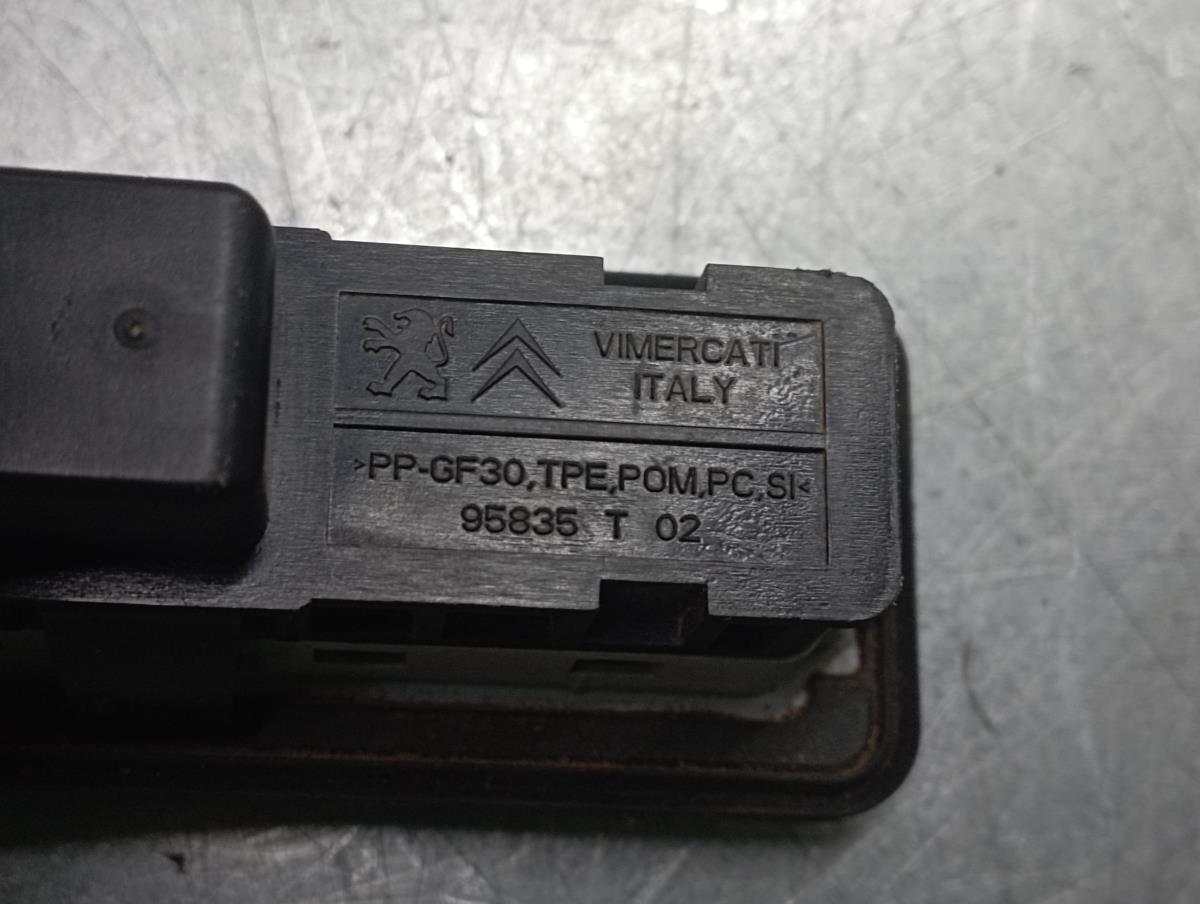 VIMERCATI
ITALY
>PP-GF30,TPE,POM,PC,SI<
95835 T 02